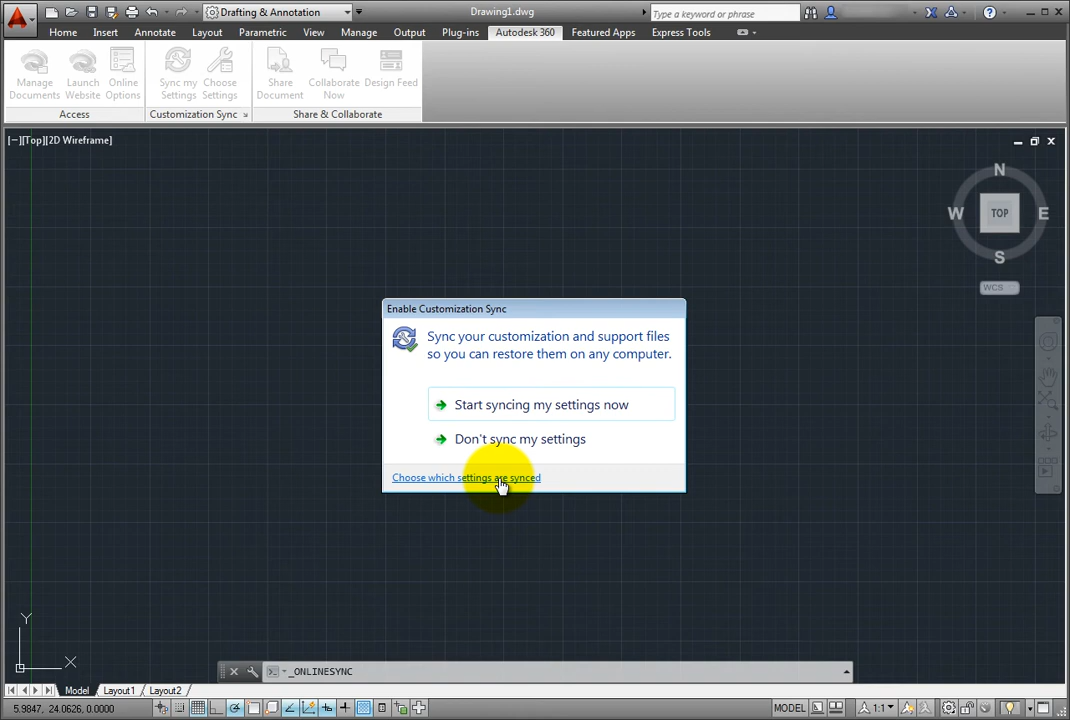 Drafting & Annotation
Drawing1.dwg
Type a keyword or phrase
Home Insert Annotate Layout Parametric View Manage Output Plug-ins Autodesk 360 Featured Apps Express Tools
Manage Documents
Launch Website
Online Options
Sync my Settings
Choose Settings
Share Document
Collaborate Now
Design Feed
Access
Customization Sync
Share & Collaborate
[−][Top][2D Wireframe]
N
W TOP E
S
WCS
Enable Customization Sync
Sync your customization and support files
so you can restore them on any computer.
Start syncing my settings now
Don't sync my settings
Choose which settings are synced
Y
X
_ONLINESYNC
Model Layout1 Layout2
5.9847, 24.0626, 0.0000
MODEL
1:1